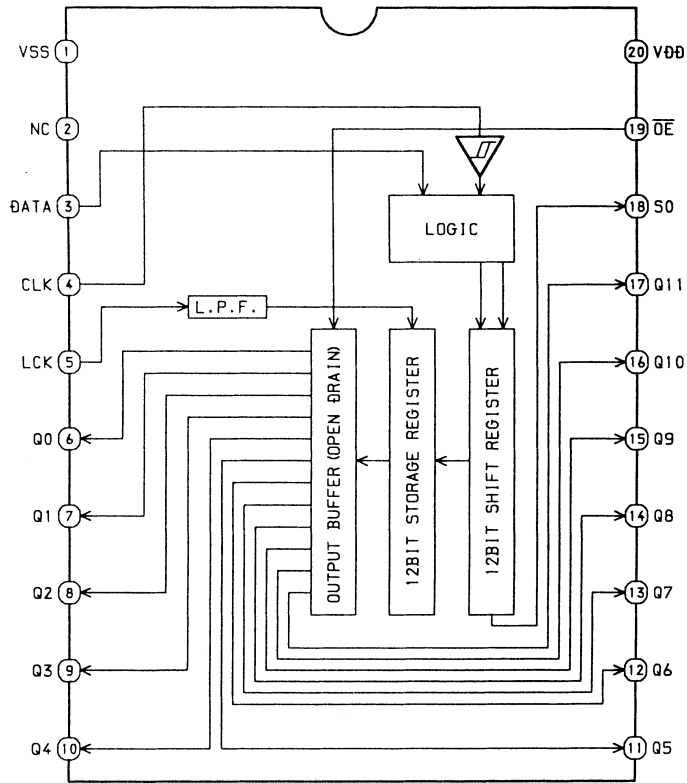 VSS 1
20 VDD
NC 2
19 OE
DATA 3
18 SO
LOGIC
CLK 4
17 Q11
L.P.F.
LCK 5
16 Q10
Q0 6
15 Q9
OUTPUT BUFFER (OPEN DRAIN)
12BIT STORAGE REGISTER
12BIT SHIFT REGISTER
Q1 7
14 Q8
Q2 8
13 Q7
Q3 9
12 Q6
Q4 10
11 Q5